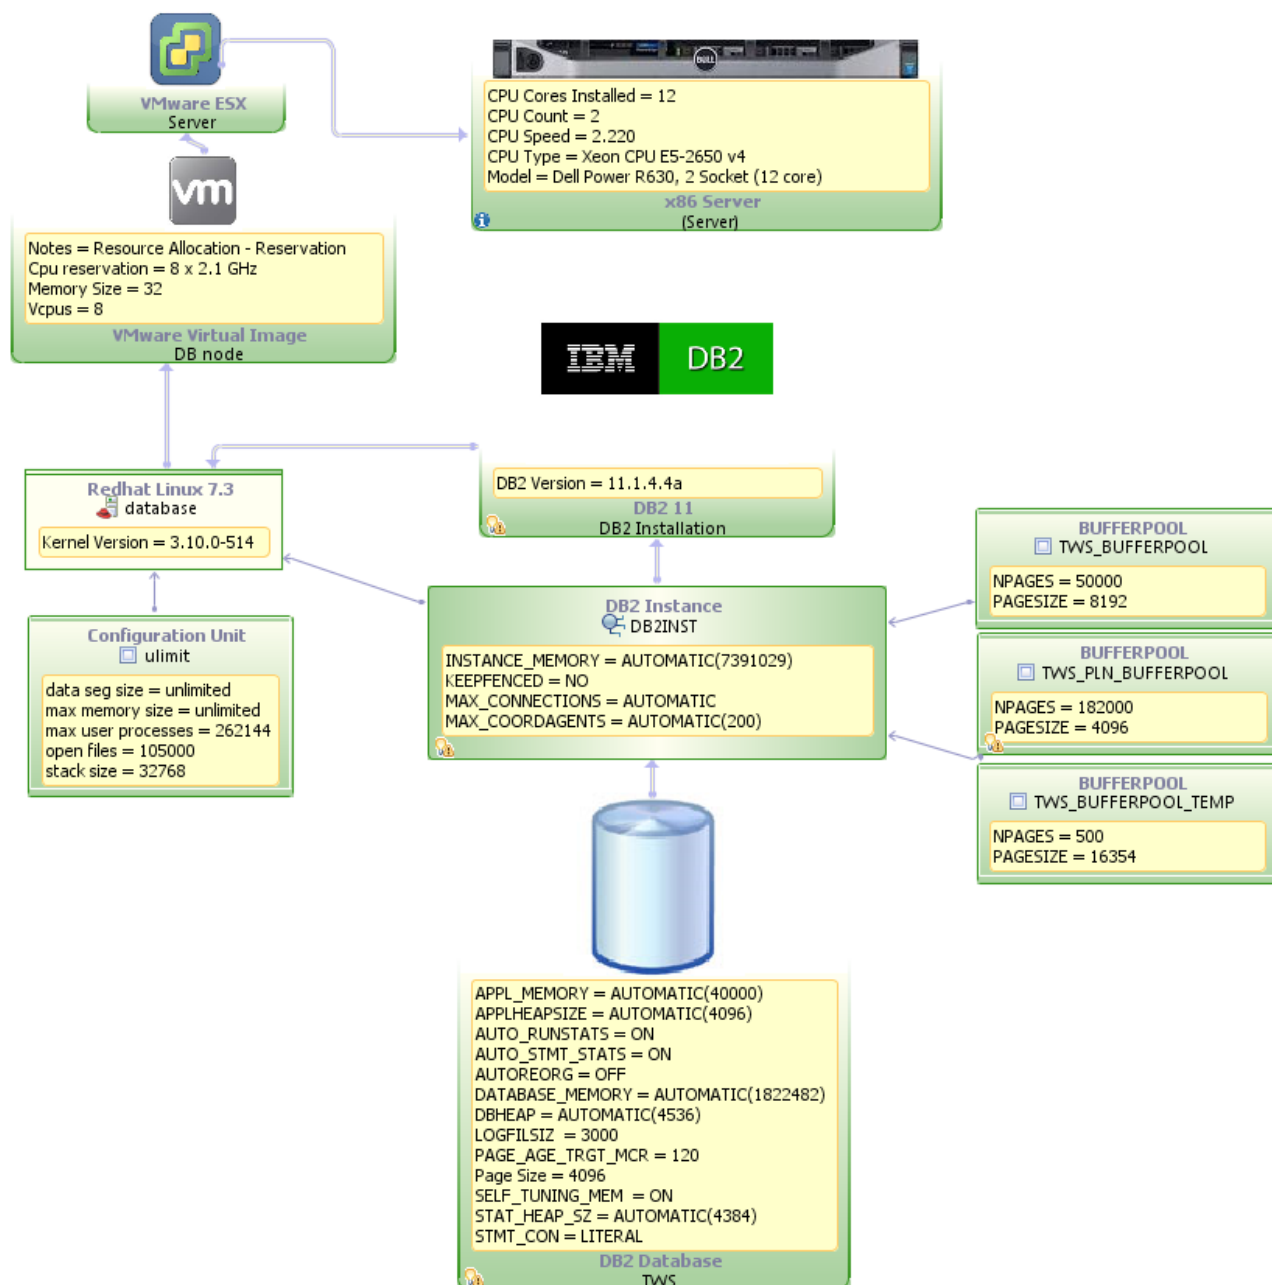 BULL
CPU Cores Installed = 12
CPU Count = 2
CPU Speed = 2.220
CPU Type = Xeon CPU E5-2650 v4
Model = Dell Power R630, 2 Socket (12 core)
x86 Server
(Server)
VMware ESX
Server
vm
Notes = Resource Allocation - Reservation
Cpu reservation = 8 x 2.1 GHz
Memory Size = 32
Vcpus = 8
VMware Virtual Image
DB node
IBM DB2
Redhat Linux 7.3
database
Kernel Version = 3.10.0-514
DB2 Version = 11.1.4.4a
DB2 11
DB2 Installation
Configuration Unit
ulimit
data seg size = unlimited
max memory size = unlimited
max user processes = 262144
open files = 105000
stack size = 32768
DB2 Instance
DB2INST
INSTANCE_MEMORY = AUTOMATIC(7391029)
KEEPFENCED = NO
MAX_CONNECTIONS = AUTOMATIC
MAX_COORDAGENTS = AUTOMATIC(200)
BUFFERPOOL
TWS_BUFFERPOOL
NPAGES = 50000
PAGESIZE = 8192
BUFFERPOOL
TWS_PLN_BUFFERPOOL
NPAGES = 182000
PAGESIZE = 4096
BUFFERPOOL
TWS_BUFFERPOOL_TEMP
NPAGES = 500
PAGESIZE = 16354
APPL_MEMORY = AUTOMATIC(40000)
APPLHEAPSIZE = AUTOMATIC(4096)
AUTO_RUNSTATS = ON
AUTO_STMT_STATS = ON
AUTOREORG = OFF
DATABASE_MEMORY = AUTOMATIC(1822482)
DBHEAP = AUTOMATIC(4536)
LOGFILSIZ = 3000
PAGE_AGE_TRGT_MCR = 120
Page Size = 4096
SELF_TUNING_MEM = ON
STAT_HEAP_SZ = AUTOMATIC(4384)
STMT_CON = LITERAL
DB2 Database
TWS